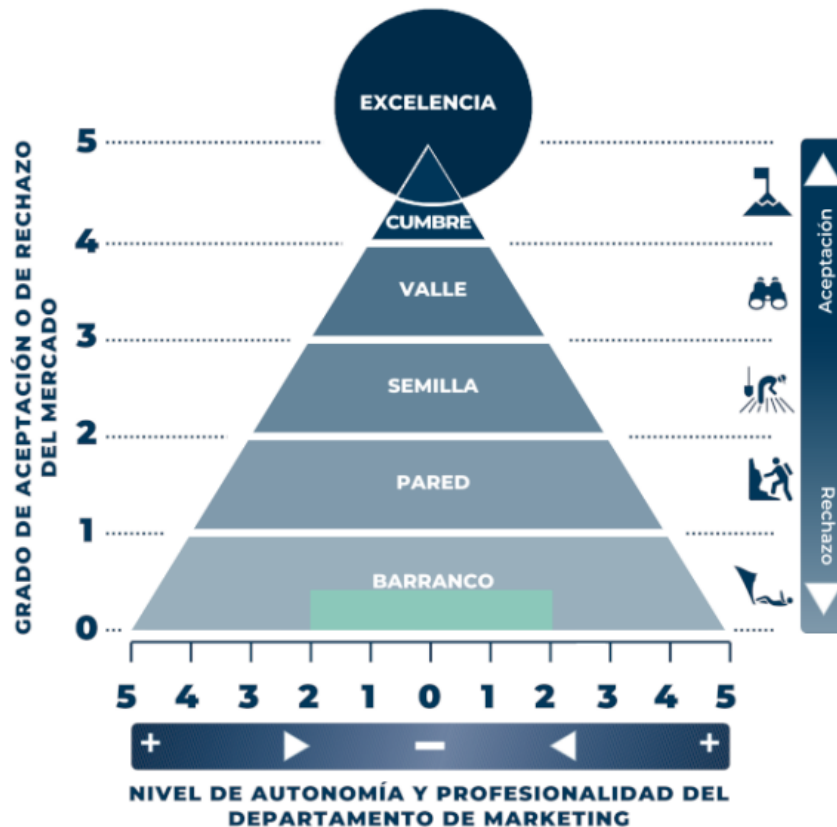 EXCELENCIA
GRADO DE ACEPTACIÓN O DE RECHAZO
DEL MERCADO
5
4
3
2
1
0
CUMBRE
VALLE
SEMILLA
PARED
BARRANCO
Aceptación
Rechazo
5 4 3 2 1 0 1 2 3 4 5
+ − +
NIVEL DE AUTONOMÍA Y PROFESIONALIDAD DEL
DEPARTAMENTO DE MARKETING